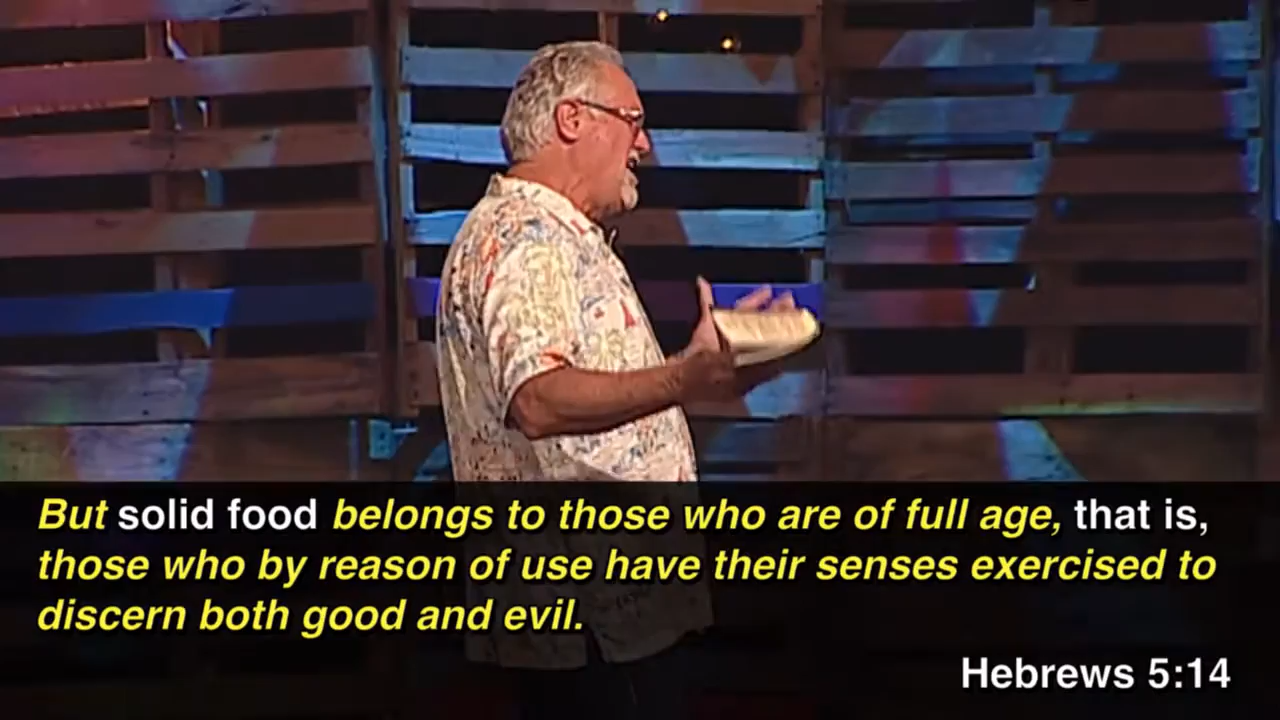 But solid food belongs to those who are of full age, that is,
those who by reason of use have their senses exercised to
discern both good and evil.
Hebrews 5:14